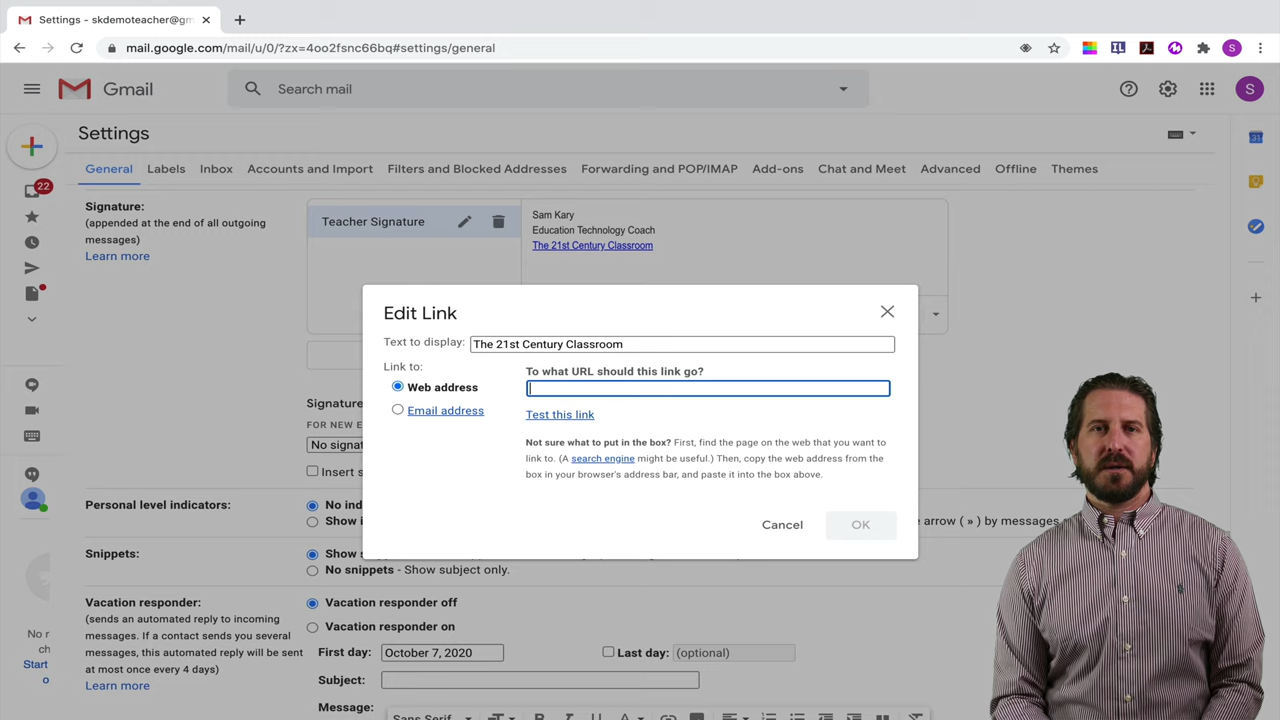 Settings - skdemoteacher@gm
mail.google.com/mail/u/0/?zx=4oo2fsnc66bq#settings/general
S
Gmail
Search mail
S
Settings
General Labels Inbox Accounts and Import Filters and Blocked Addresses Forwarding and POP/IMAP Add-ons Chat and Meet Advanced Offline Themes
22
Signature:
(appended at the end of all outgoing
messages)
Learn more
Teacher Signature
Sam Kary
Education Technology Coach
The 21st Century Classroom
Edit Link
Text to display: The 21st Century Classroom
Link to:
Web address
Email address
To what URL should this link go?
Test this link
Not sure what to put in the box? First, find the page on the web that you want to
link to. (A search engine might be useful.) Then, copy the web address from the
box in your browser's address bar, and paste it into the box above.
Cancel OK
Signature
FOR NEW E
No signat
Insert s
Personal level indicators:
No indi
Show i
e arrow ( » ) by messages
Snippets:
Show
No snippets - Show subject only.
Vacation responder:
(sends an automated reply to incoming
messages. If a contact sends you several
messages, this automated reply will be sent
at most once every 4 days)
Learn more
Vacation responder off
Vacation responder on
First day: October 7, 2020
Last day: (optional)
Subject:
Message:
Sans Serif
No r
ch
Start
o
31